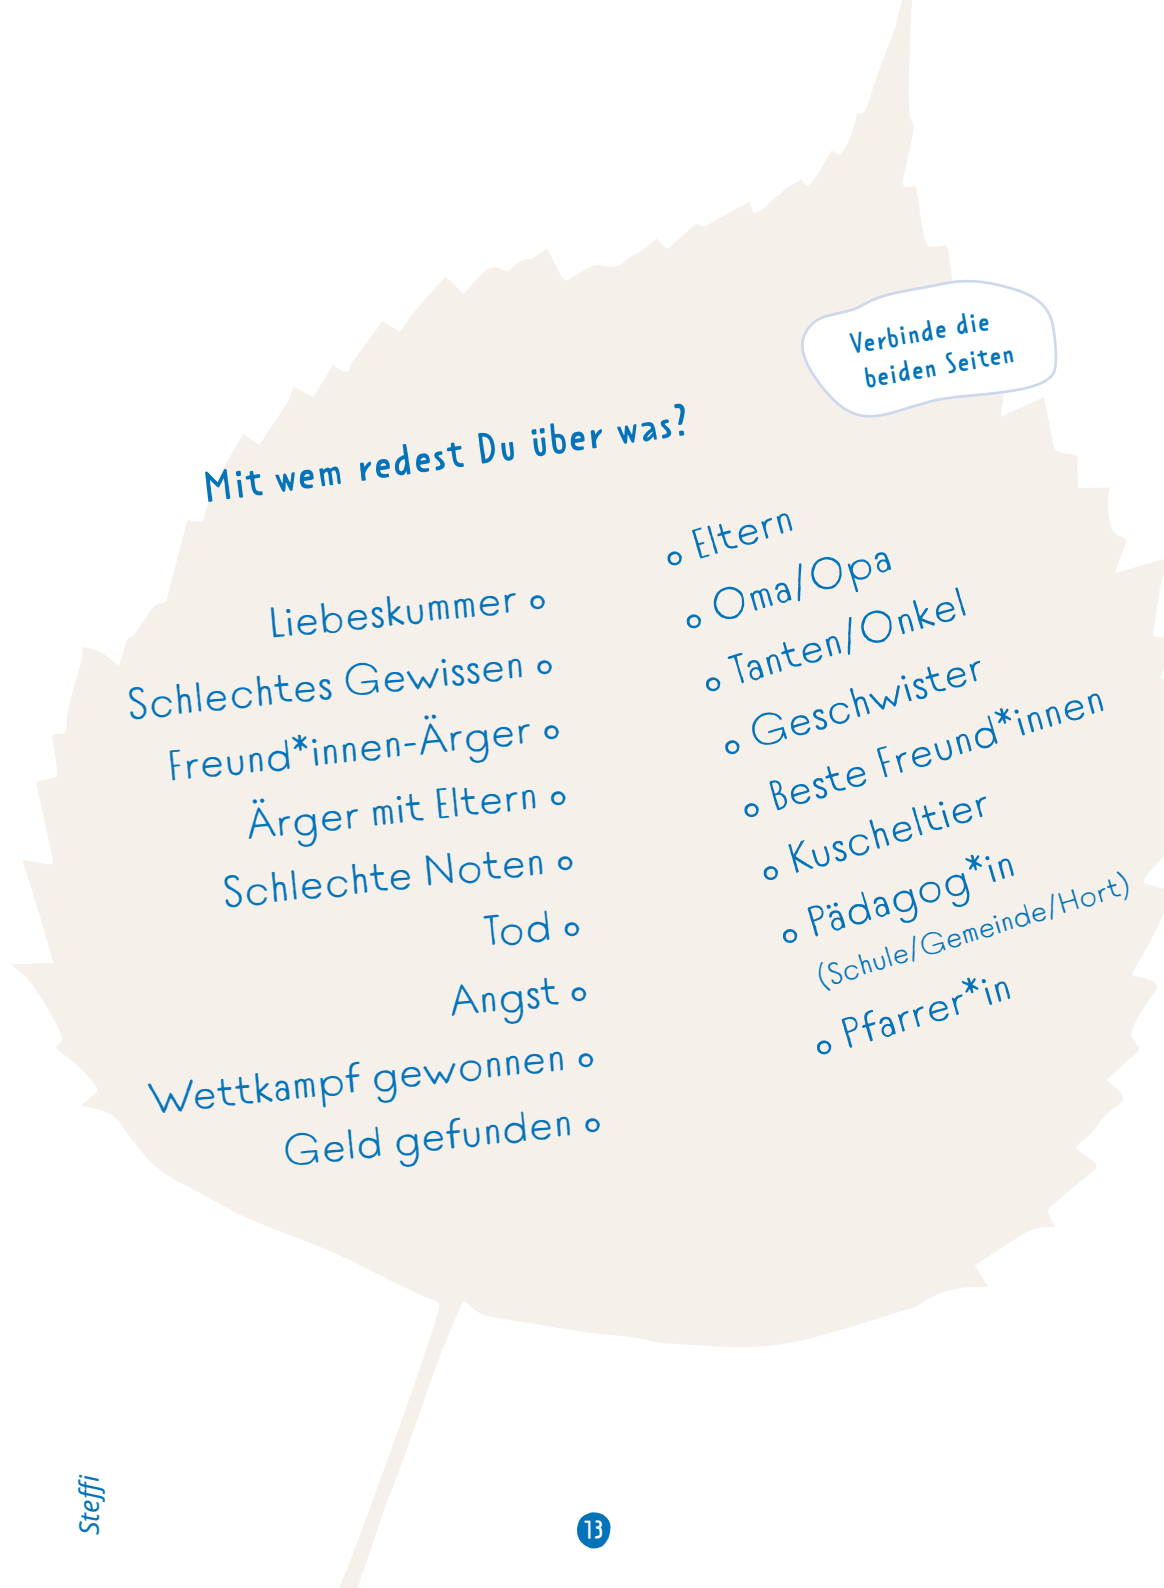 Verbinde die
beiden Seiten
Mit wem redest Du über was?
Liebeskummer
Schlechtes Gewissen
Freund*innen-Ärger
Ärger mit Eltern
Schlechte Noten
Tod
Angst
Wettkampf gewonnen
Geld gefunden
Eltern
Oma/Opa
Tanten/Onkel
Geschwister
Beste Freund*innen
Kuscheltier
Pädagog*in
(Schule/Gemeinde/Hort)
Pfarrer*in
Steffi
13